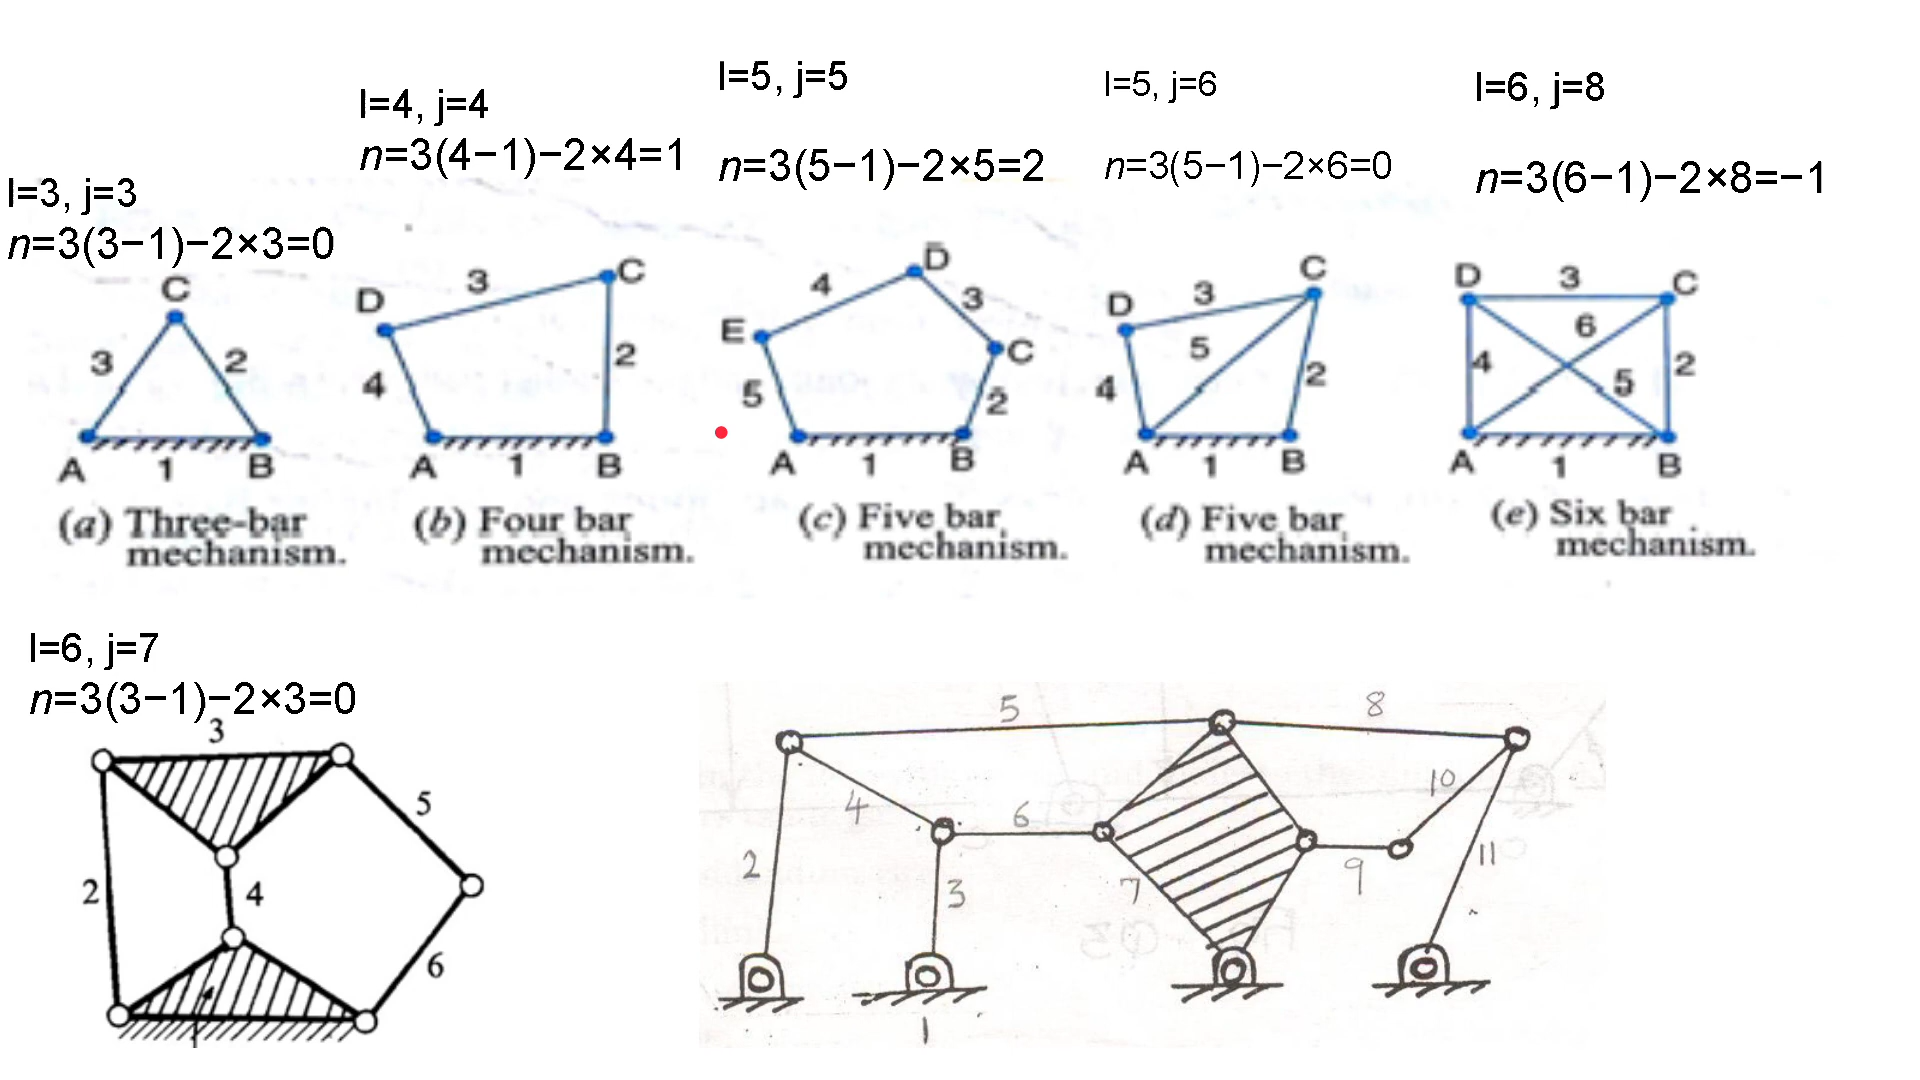 l=3, j=3
n=3(3−1)−2×3=0
l=4, j=4
n=3(4−1)−2×4=1
l=5, j=5
n=3(5−1)−2×5=2
l=5, j=6
n=3(5−1)−2×6=0
l=6, j=8
n=3(6−1)−2×8=−1
C
3 2
A 1 B
(a) Three-bar
mechanism.
3 C
D
4 2
A 1 B
(b) Four bar
mechanism.
D
4 3
E C
5 2
A 1 B
(c) Five bar
mechanism.
C
D 3
5
4 2
A 1 B
(d) Five bar
mechanism.
D 3 C
6
4 2
5
A 1 B
(e) Six bar
mechanism.
l=6, j=7
n=3(3−1)−2×3=0
3
5
2 4
6
5 8
10
4 6
2 11
3 7 9
1